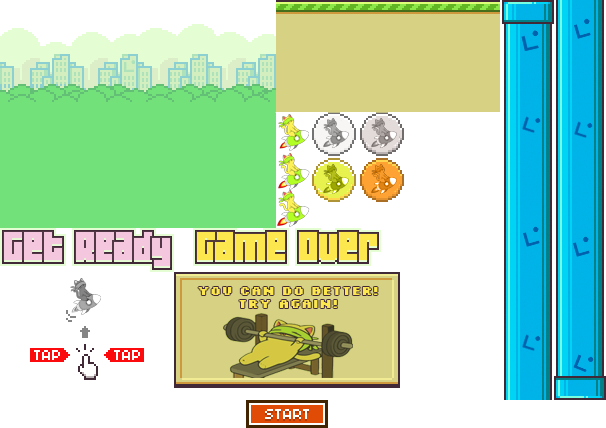 Get Ready
Game Over
YOU CAN DO BETTER!
TRY AGAIN!
TAP
TAP
START